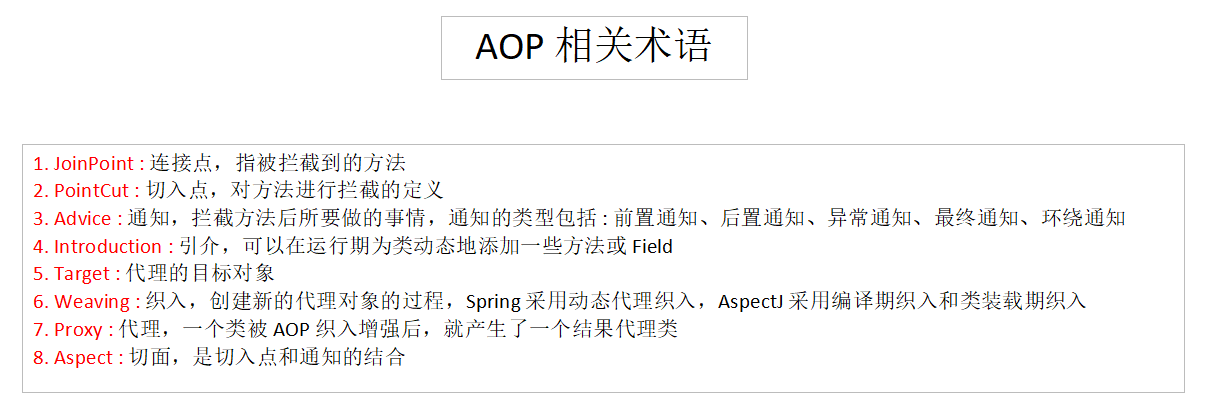 AOP 相关术语
1. JoinPoint : 连接点，指被拦截到的方法
2. PointCut : 切入点，对方法进行拦截的定义
3. Advice : 通知，拦截方法后所要做的事情，通知的类型包括 : 前置通知、后置通知、异常通知、最终通知、环绕通知
4. Introduction : 引介，可以在运行期为类动态地添加一些方法或 Field
5. Target : 代理的目标对象
6. Weaving : 织入，创建新的代理对象的过程，Spring 采用动态代理织入，AspectJ 采用编译期织入和类装载期织入
7. Proxy : 代理，一个类被 AOP 织入增强后，就产生了一个结果代理类
8. Aspect : 切面，是切入点和通知的结合